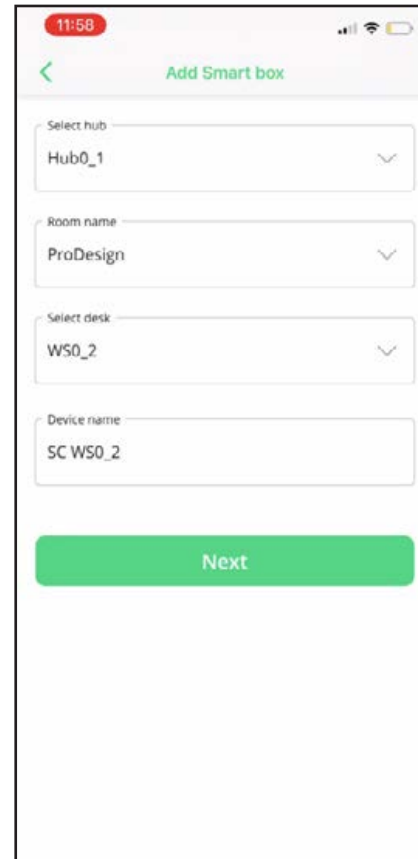 11:58
Add Smart box
Select hub
Hub0_1
Room name
ProDesign
Select desk
WS0_2
Device name
SC WS0_2
Next